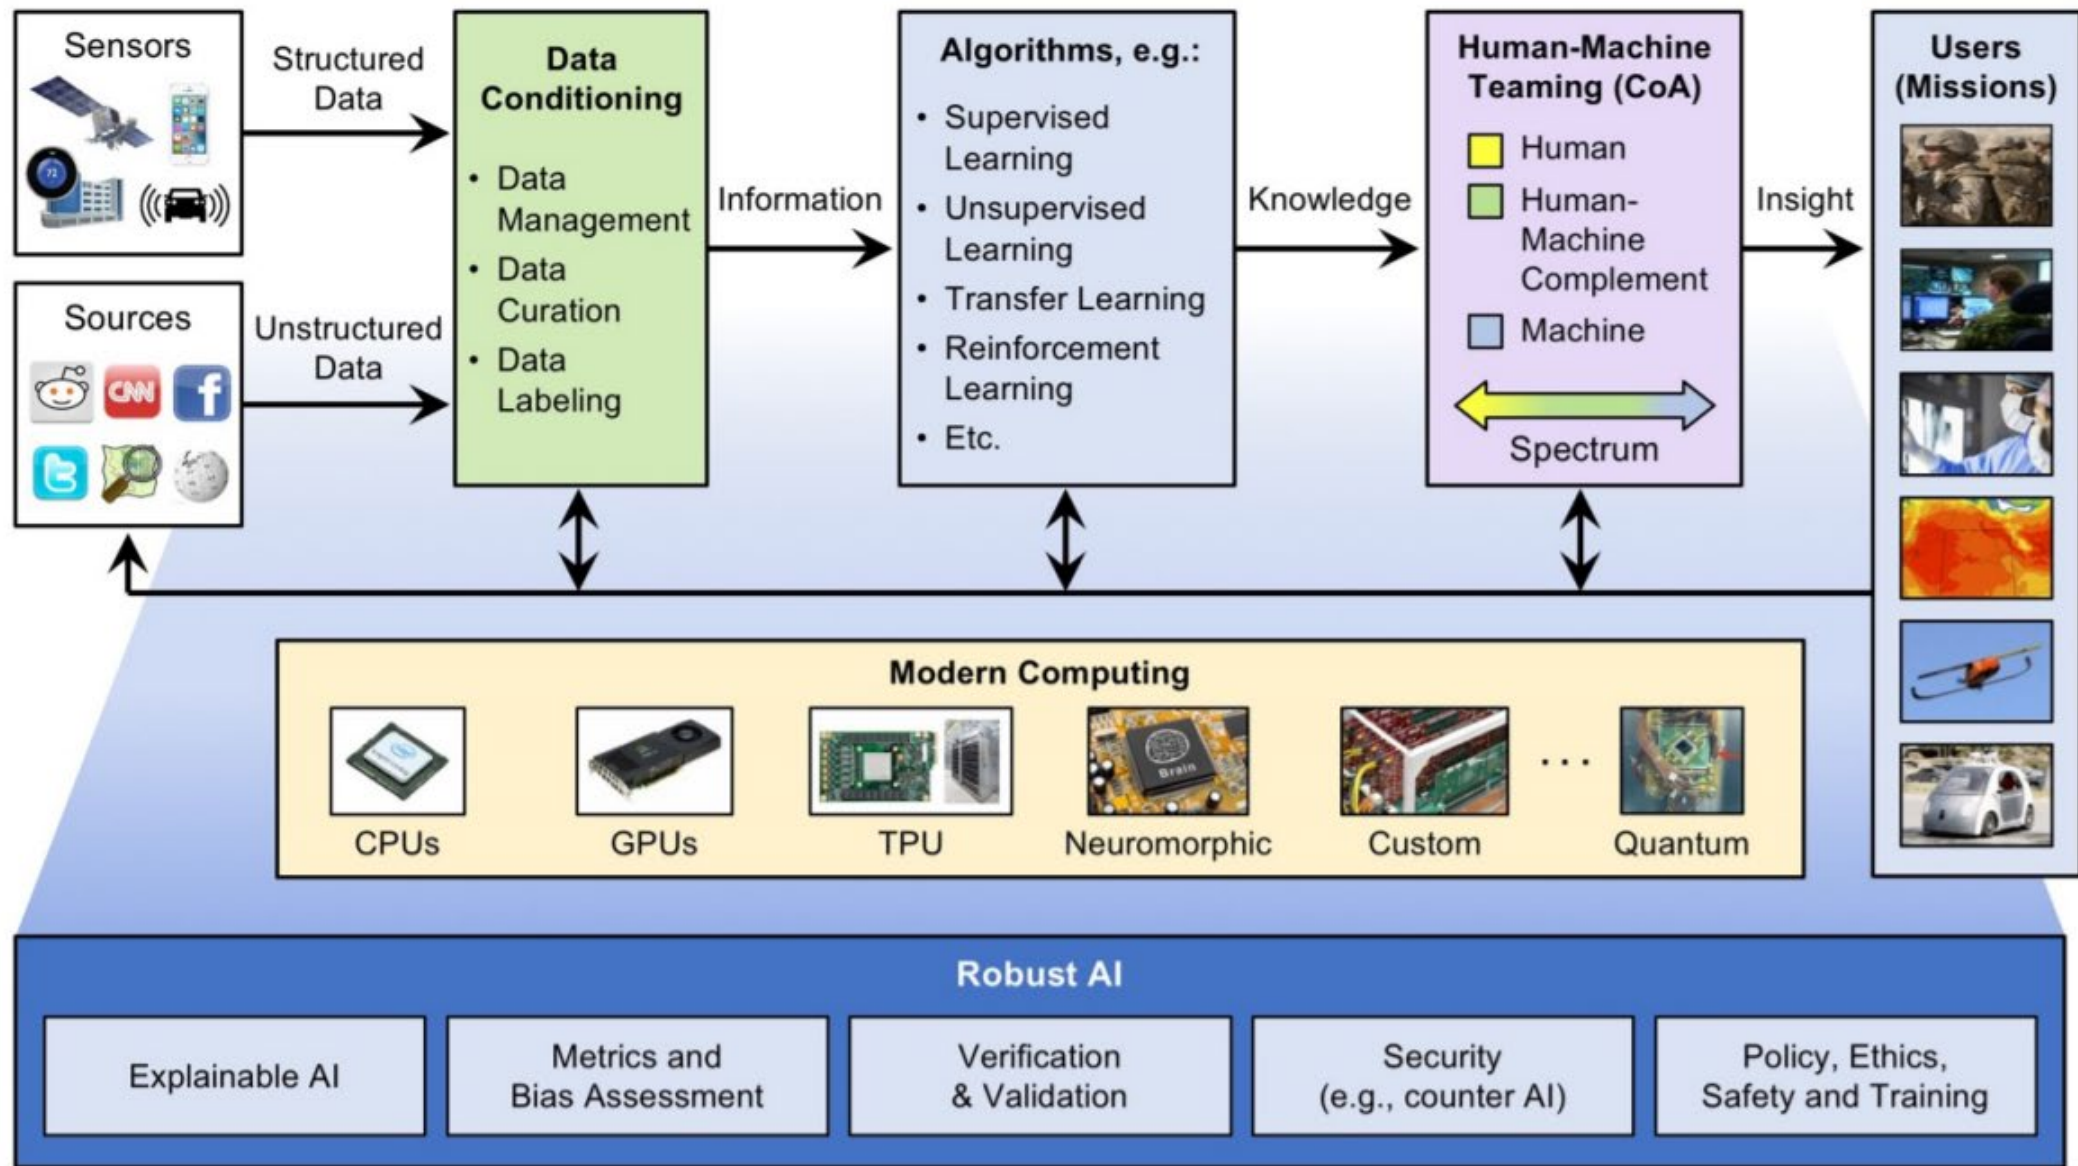 Sensors
72
Structured
Data
Sources
CNN
Unstructured
Data
Data
Conditioning
• Data
Management
• Data
Curation
• Data
Labeling
Information
Algorithms, e.g.:
• Supervised
Learning
• Unsupervised
Learning
• Transfer Learning
• Reinforcement
Learning
• Etc.
Knowledge
Human-Machine
Teaming (CoA)
Human
Human-
Machine
Complement
Machine
Spectrum
Insight
Users
(Missions)
Modern Computing
CPUs
GPUs
TPU
Brain
Neuromorphic
Custom
...
Quantum
Robust AI
Explainable AI
Metrics and
Bias Assessment
Verification
& Validation
Security
(e.g., counter AI)
Policy, Ethics,
Safety and Training